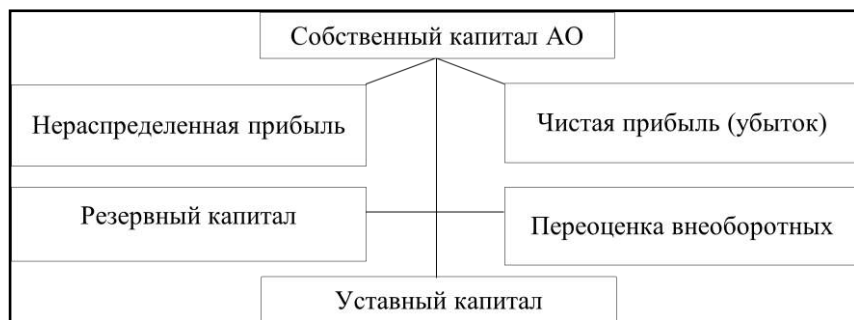 Собственный капитал АО
Нераспределенная прибыль
Чистая прибыль (убыток)
Резервный капитал
Переоценка внеоборотных
Уставный капитал